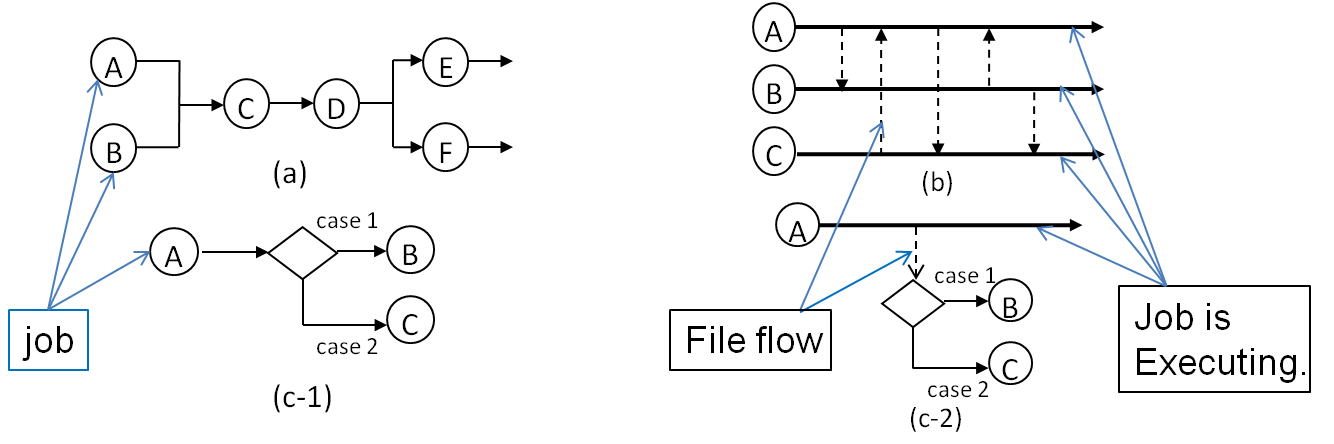 A
B
C
D
E
F
(a)
A
case 1
B
C
case 2
(c-1)
job
A
B
C
(b)
A
case 1
B
C
case 2
(c-2)
File flow
Job is
Executing.